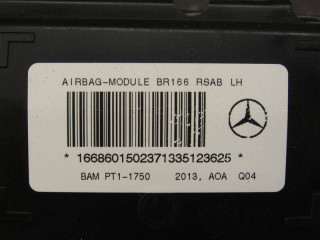 AIRBAG-MODULE BR166 RSAB LH
* 1668601502371335123625 *
BAM PT1-1750 2013, AOA Q04